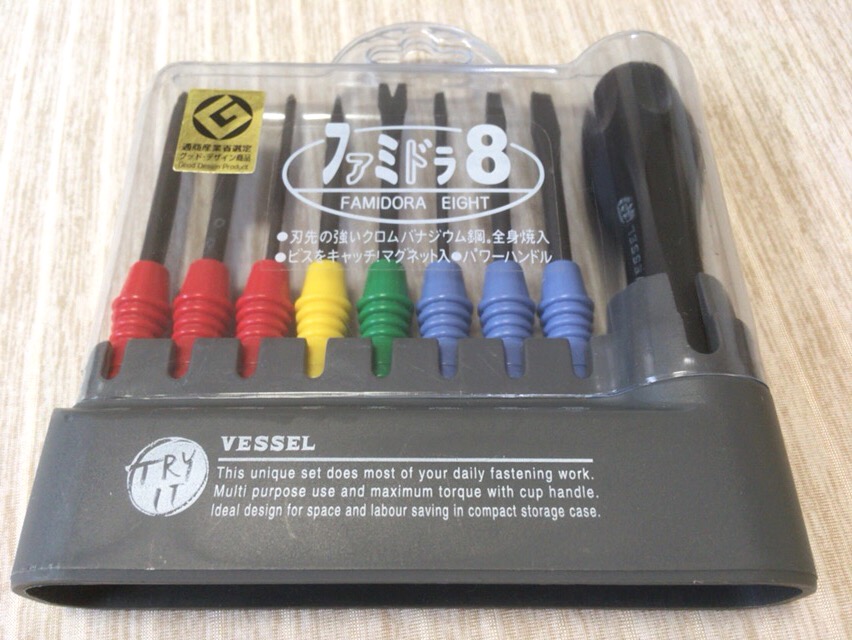 通商産業省選定
グッド・デザイン商品
Good Design Product
ファミドラ8
FAMIDORA EIGHT
●刃先の強いクロムバナジウム鋼。全身焼入
●ビスをキャッチ!マグネット入●パワーハンドル
VESSEL
TRY
IT
VESSEL
This unique set does most of your daily fastening work.
Multi purpose use and maximum torque with cup handle.
Ideal design for space and labour saving in compact storage case.